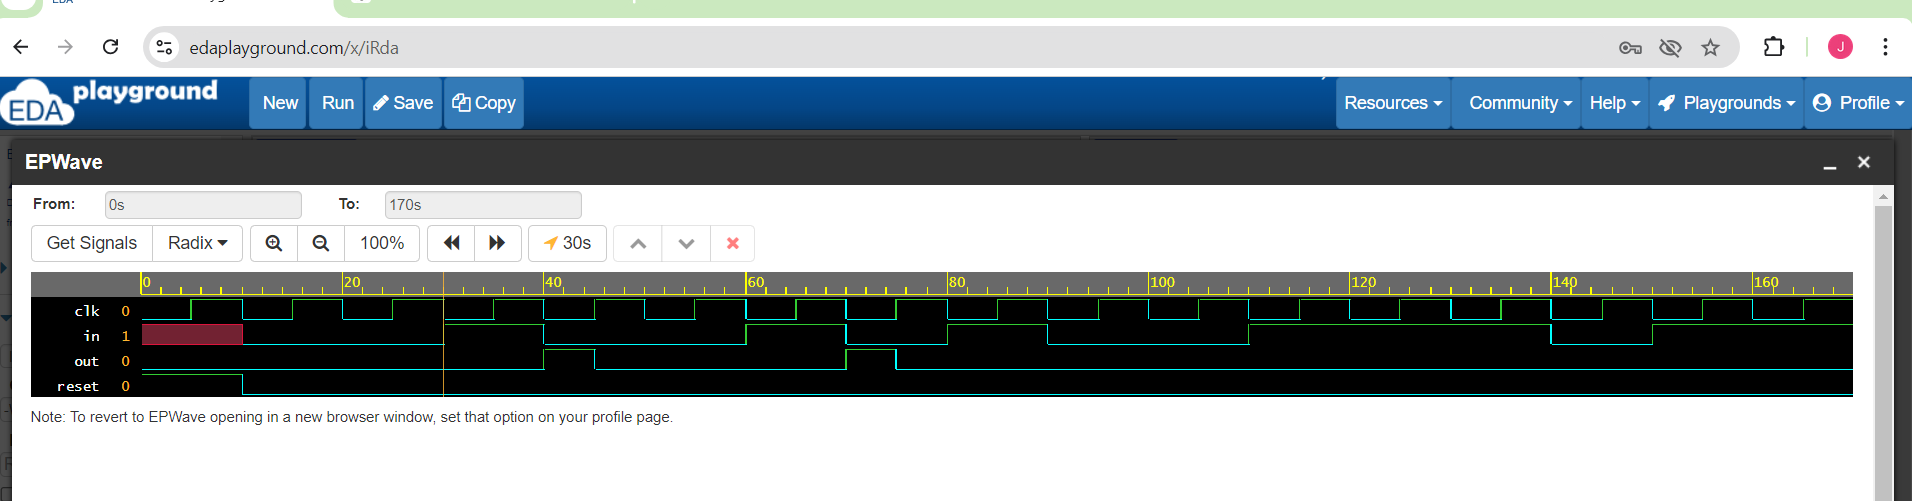 EDA
edaplayground.com/x/iRda
J
EDA playground
New
Run
Save
Copy
Resources
Community
Help
Playgrounds
Profile
EPWave
From:
0s
To:
170s
Get Signals
Radix
100%
30s
0 20 40 60 80 100 120 140 160
clk 0
in 1
out 0
reset 0
Note: To revert to EPWave opening in a new browser window, set that option on your profile page.